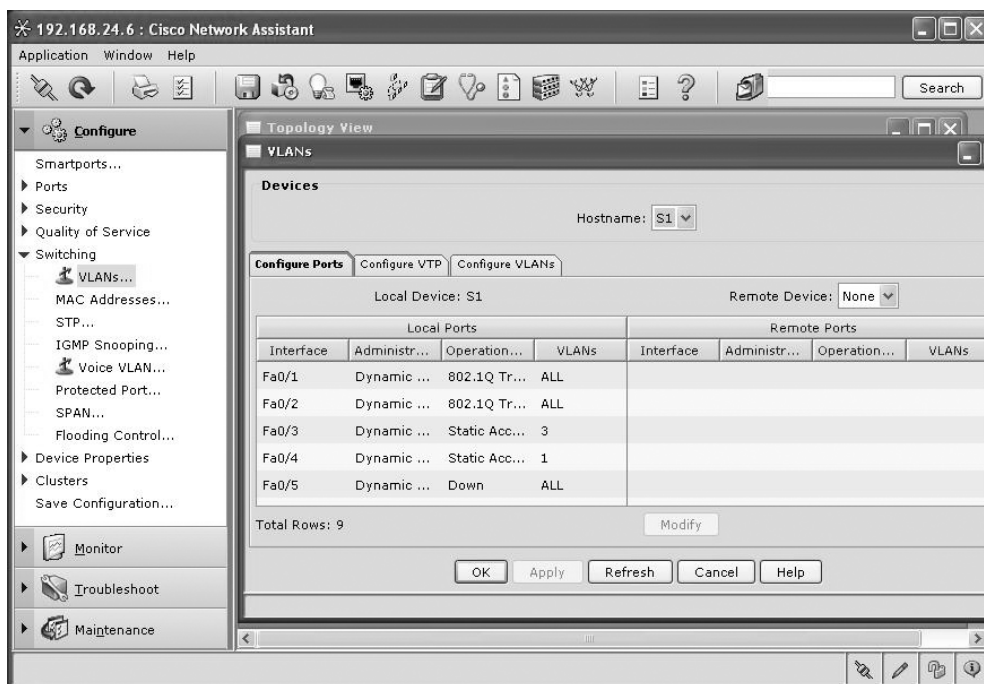 192.168.24.6 : Cisco Network Assistant
Application Window Help
Search
Configure
Smartports...
Ports
Security
Quality of Service
Switching
VLANs...
MAC Addresses...
STP...
IGMP Snooping...
Voice VLAN...
Protected Port...
SPAN...
Flooding Control...
Device Properties
Clusters
Save Configuration...
Monitor
Troubleshoot
Maintenance
Topology View
VLANs
Devices
Hostname: S1
Configure Ports Configure VTP Configure VLANs
Local Device: S1 Remote Device: None
Local Ports Remote Ports
Interface Administr... Operation... VLANs Interface Administr... Operation... VLANs
Fa0/1 Dynamic ... 802.1Q Tr... ALL
Fa0/2 Dynamic ... 802.1Q Tr... ALL
Fa0/3 Dynamic ... Static Acc... 3
Fa0/4 Dynamic ... Static Acc... 1
Fa0/5 Dynamic ... Down ALL
Total Rows: 9 Modify
OK Apply Refresh Cancel Help